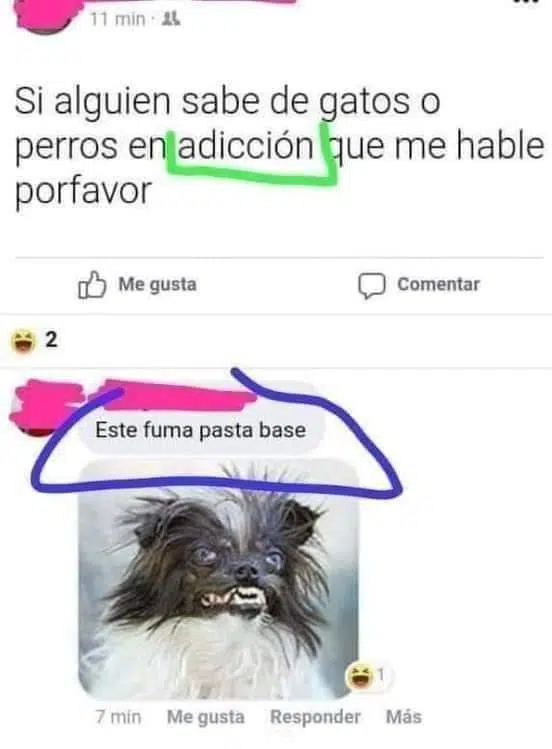 11 min
Si alguien sabe de gatos o
perros en adicción que me hable
porfavor
Me gusta Comentar
2
Este fuma pasta base
1
7 min Me gusta Responder Más